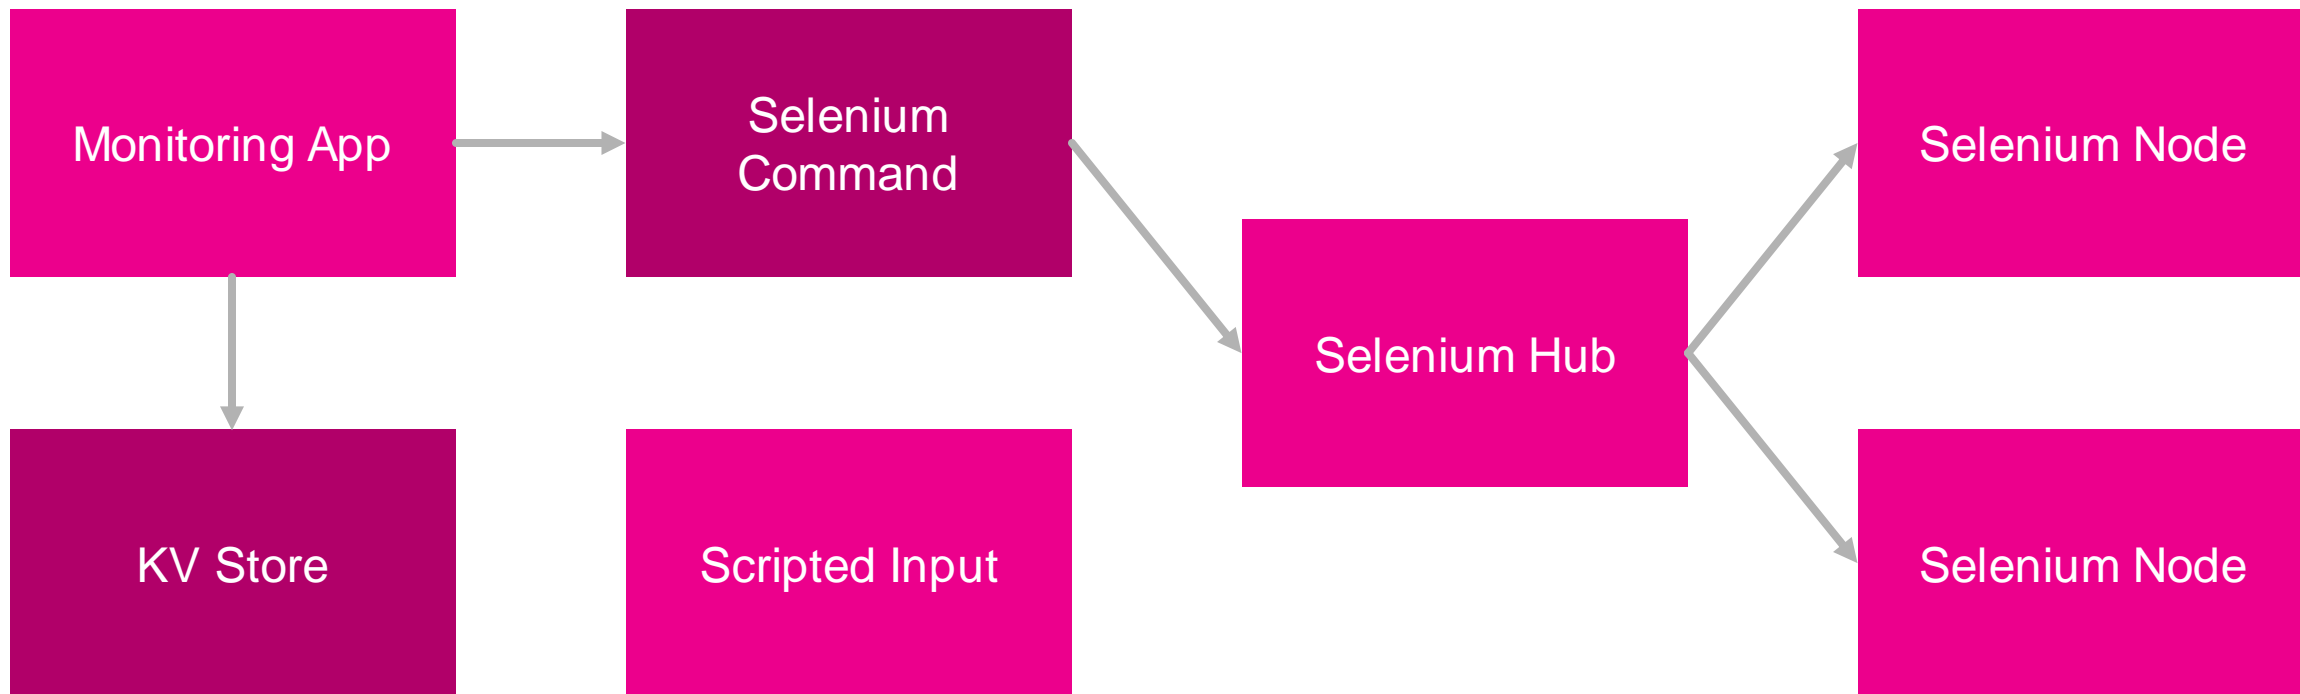 Monitoring App
Selenium
Command
Selenium Node
Selenium Hub
KV Store
Scripted Input
Selenium Node